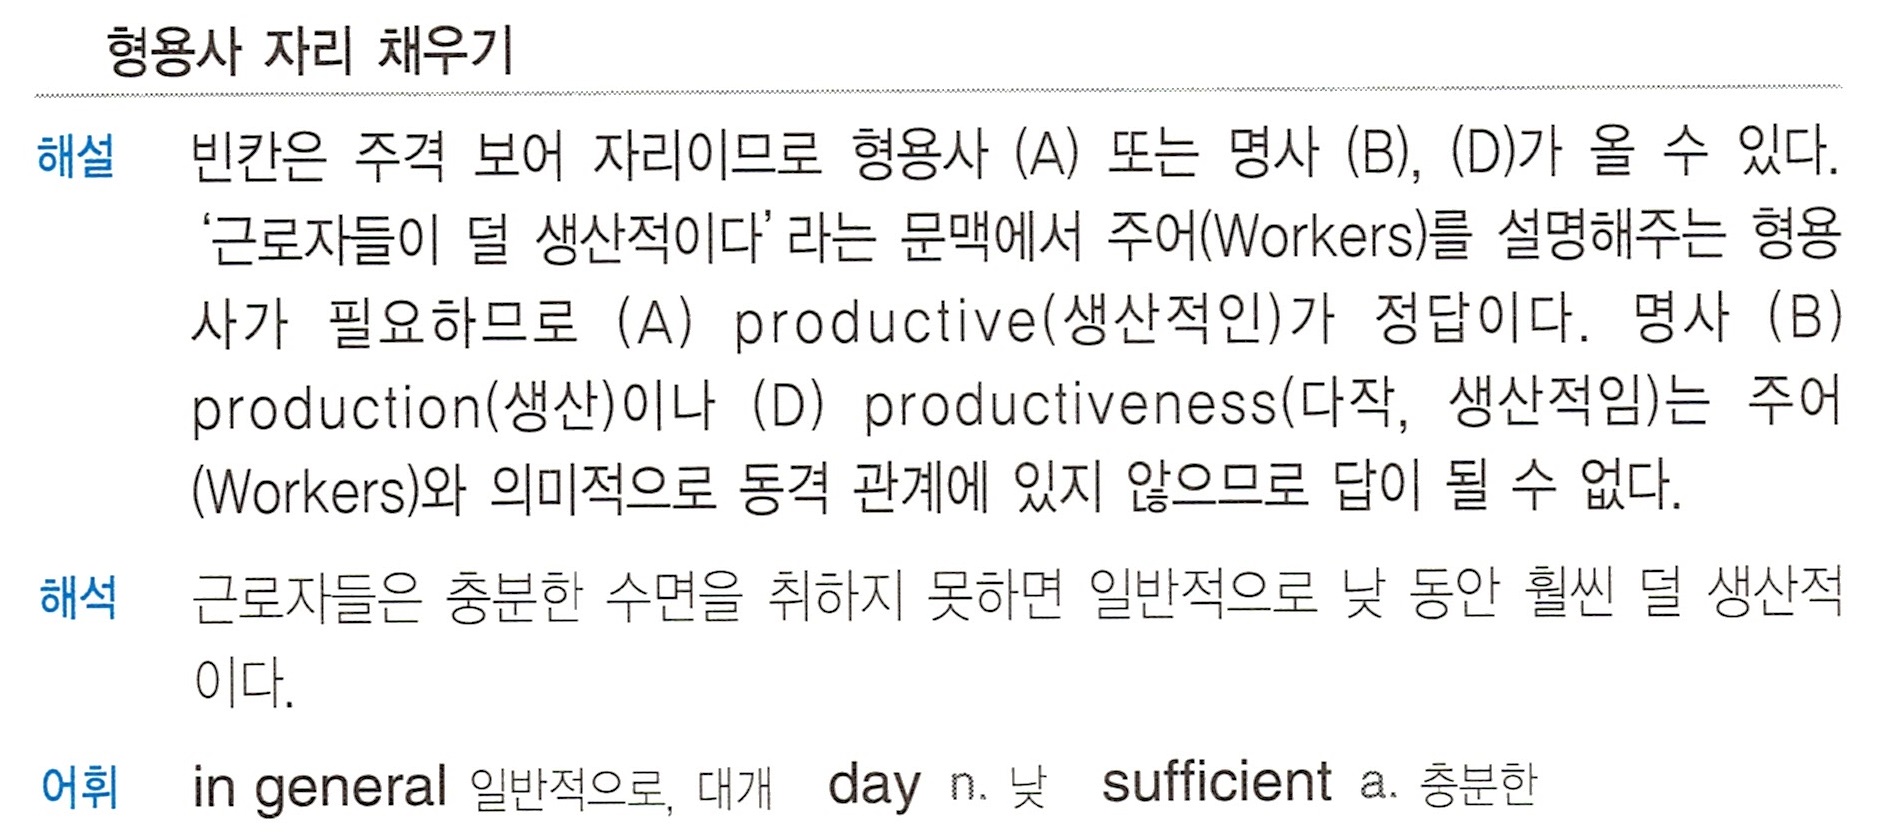 형용사 자리 채우기
해설 빈칸은 주격 보어 자리이므로 형용사 (A) 또는 명사 (B), (D)가 올 수 있다.
‘근로자들이 덜 생산적이다’라는 문맥에서 주어(Workers)를 설명해주는 형용
사가 필요하므로 (A) productive(생산적인)가 정답이다. 명사 (B)
production(생산)이나 (D) productiveness(다작, 생산적임)는 주어
(Workers)와 의미적으로 동격 관계에 있지 않으므로 답이 될 수 없다.
해석 근로자들은 충분한 수면을 취하지 못하면 일반적으로 낮 동안 훨씬 덜 생산적
이다.
어휘 in general 일반적으로, 대개 day n. 낮 sufficient a. 충분한